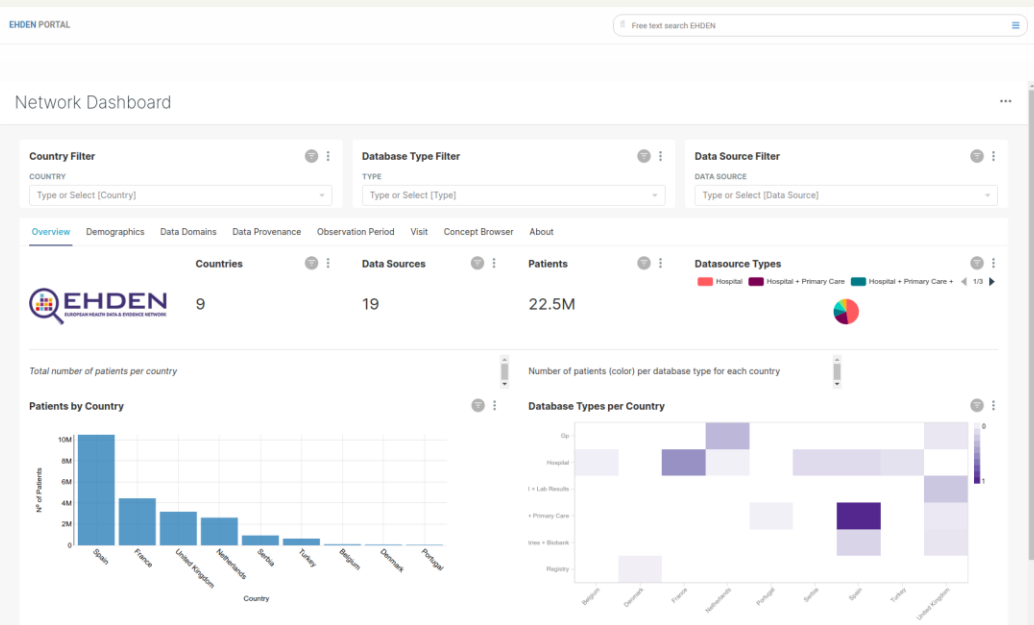 EHDEN PORTAL
Free text search EHDEN
Network Dashboard
Country Filter
COUNTRY
Type or Select [Country]
Database Type Filter
TYPE
Type or Select [Type]
Data Source Filter
DATA SOURCE
Type or Select [Data Source]
Overview Demographics Data Domains Data Provenance Observation Period Visit Concept Browser About
EHDEN
EUROPEAN HEALTH DATA & EVIDENCE NETWORK
Countries
9
Data Sources
19
Patients
22.5M
Datasource Types
Hospital Hospital + Primary Care Hospital + Primary Care + 1/3
Total number of patients per country
Number of patients (color) per database type for each country
Patients by Country
Nº of Patients
10M
8M
6M
4M
2M
0
Spain
France
United Kingdom
Netherlands
Serbia
Turkey
Belgium
Denmark
Portugal
Country
Database Types per Country
Gp
Hospital
l + Lab Results
+ Primary Care
tries + Biobank
Registry
Belgium
Denmark
France
Netherlands
Portugal
Serbia
Spain
Turkey
United Kingdom
0
1